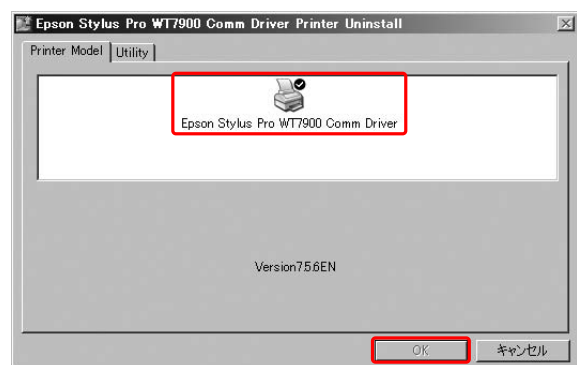 Epson Stylus Pro WT7900 Comm Driver Printer Uninstall
Printer Model Utility
Epson Stylus Pro WT7900 Comm Driver
Version7.5.6EN
OK キャンセル